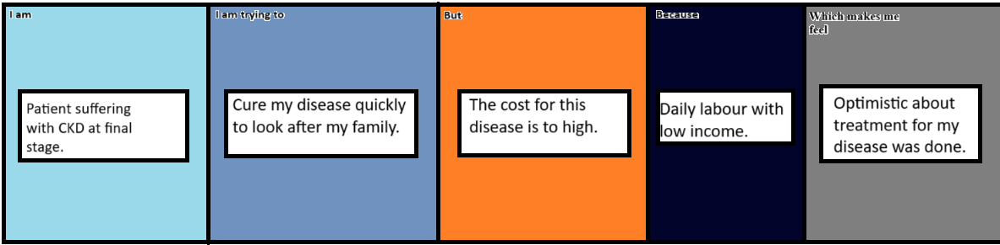 I am
Patient suffering
with CKD at final
stage.
I am trying to
Cure my disease quickly
to look after my family.
But
The cost for this
disease is to high.
Because
Daily labour with
low income.
Which makes me
feel
Optimistic about
treatment for my
disease was done.